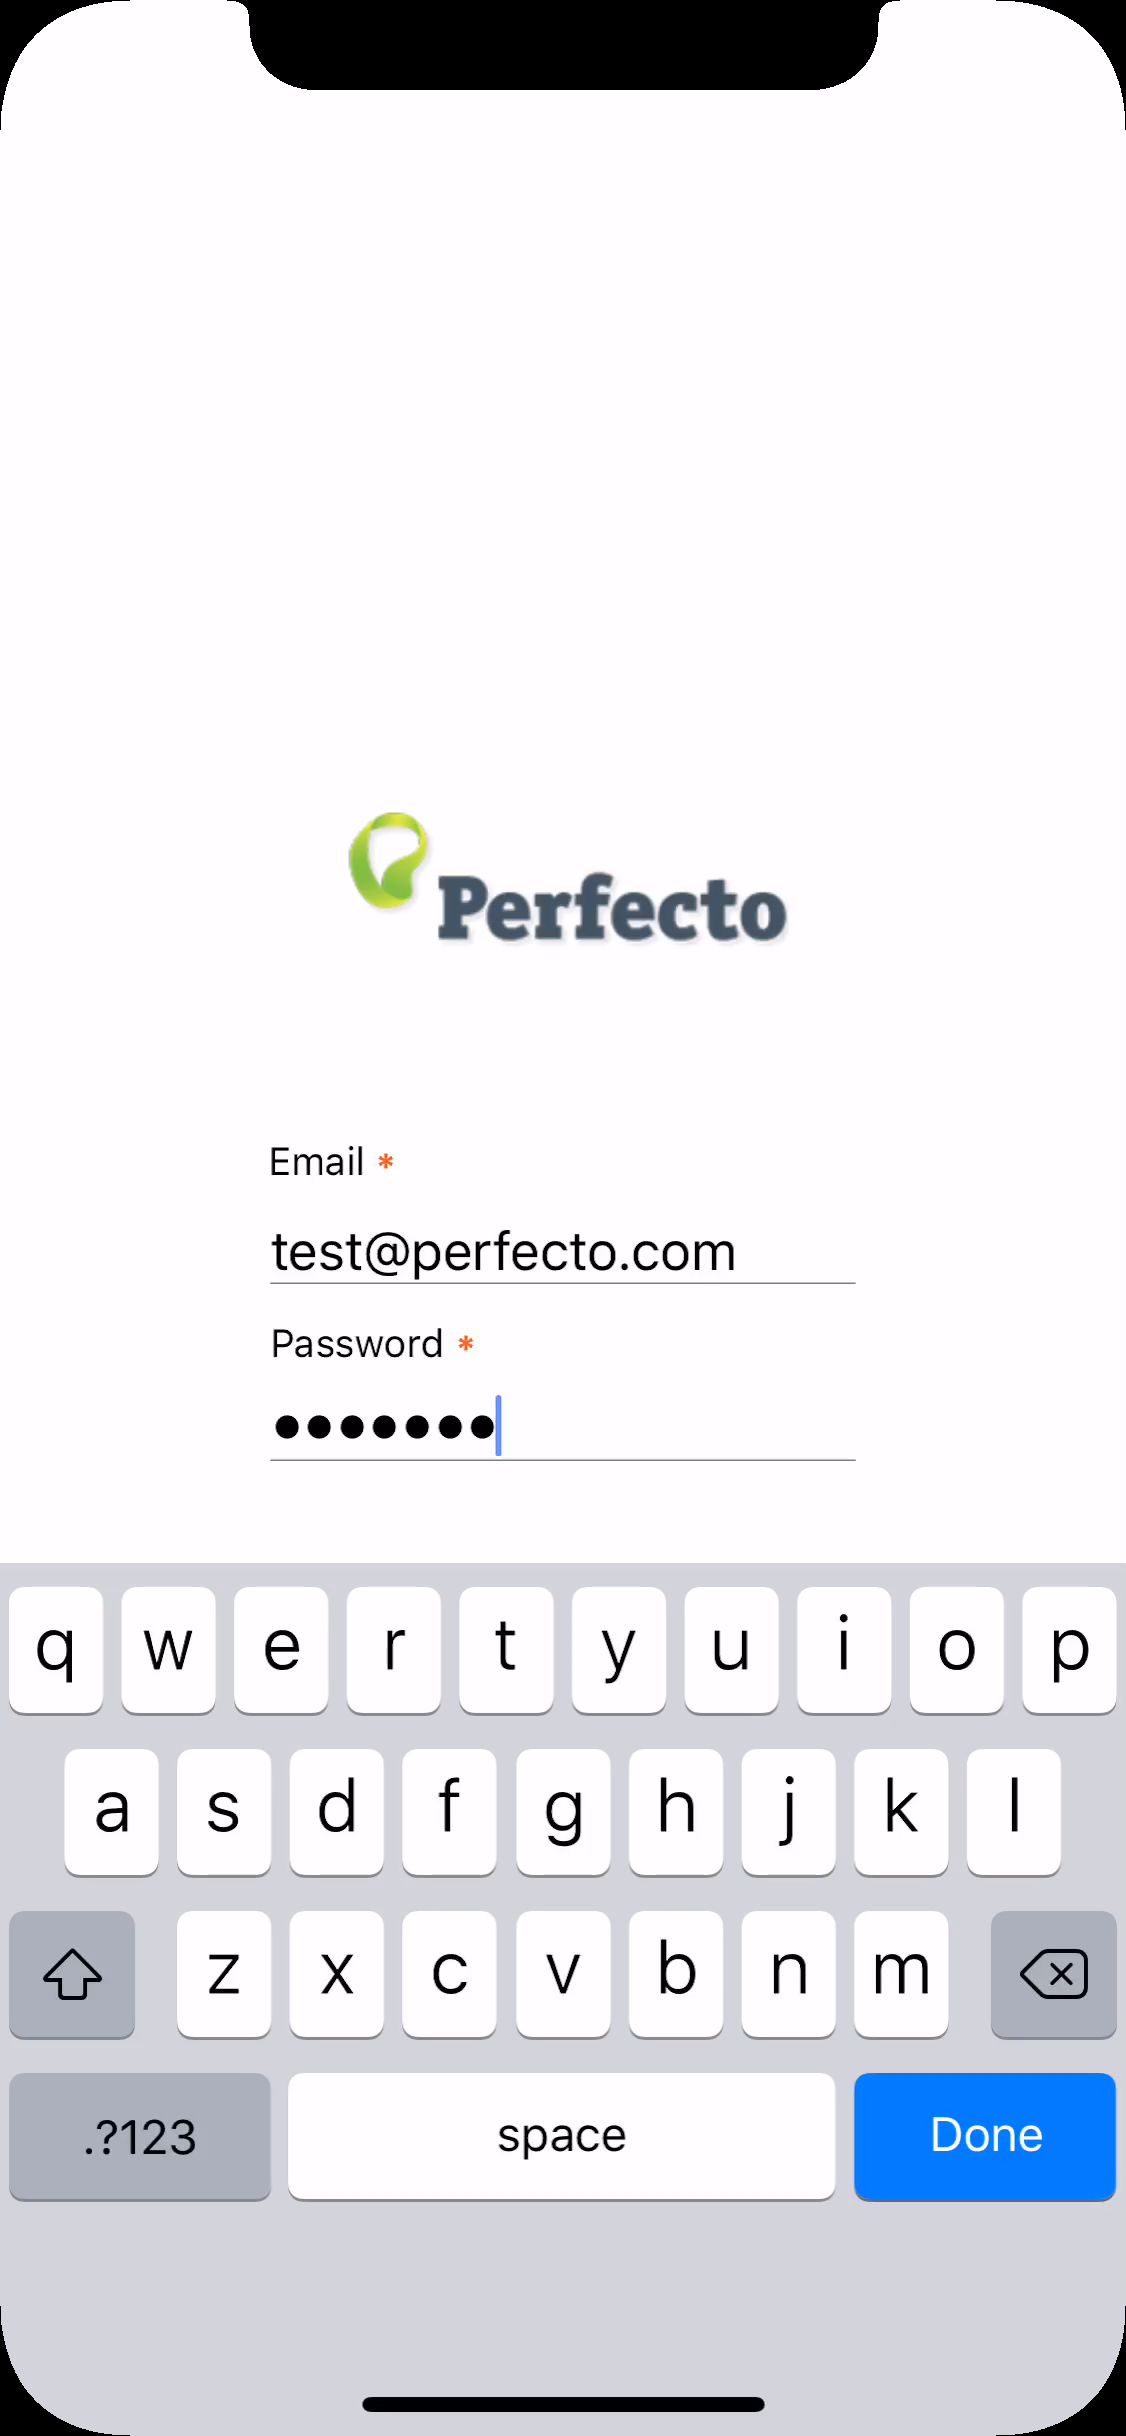 Perfecto
Email *
test@perfecto.com
Password *
•••••••
q w e r t y u i o p
a s d f g h j k l
z x c v b n m
.?123 space Done